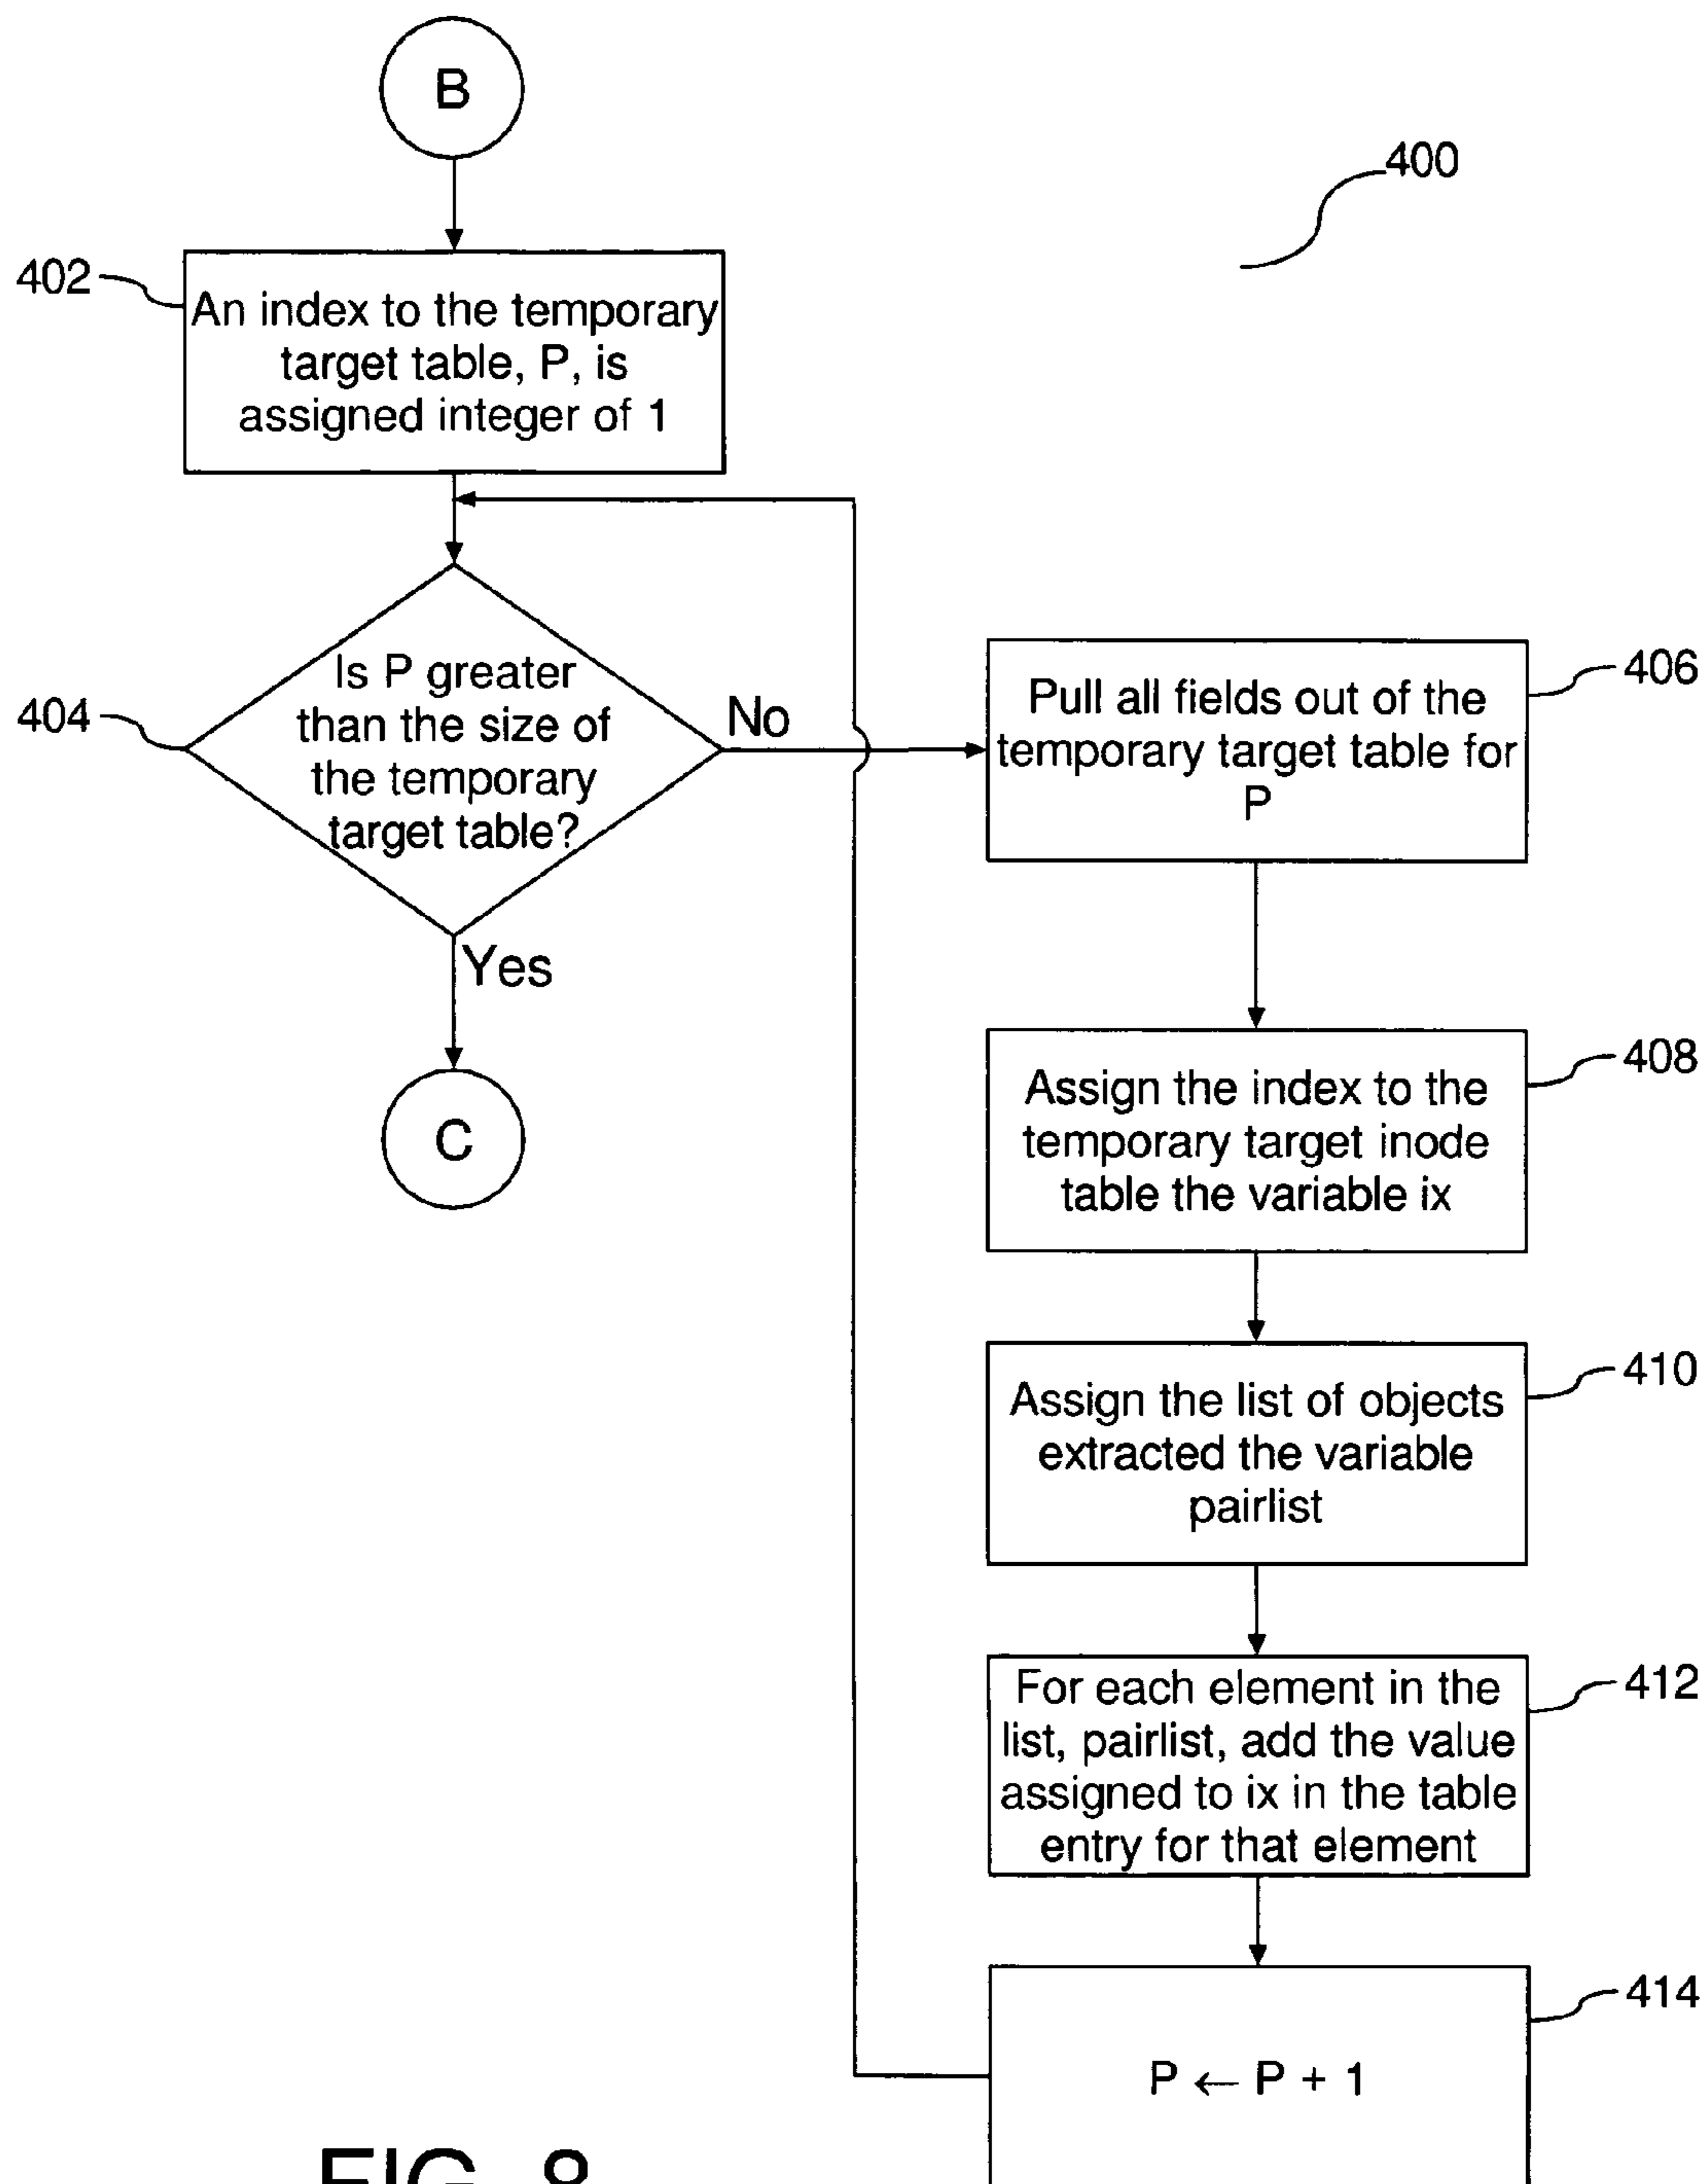 B
400
402
An index to the temporary
target table, P, is
assigned integer of 1
404
Is P greater
than the size of
the temporary
target table?
No
Yes
C
406
Pull all fields out of the
temporary target table for
P
408
Assign the index to the
temporary target inode
table the variable ix
410
Assign the list of objects
extracted the variable
pairlist
412
For each element in the
list, pairlist, add the value
assigned to ix in the table
entry for that element
414
P ← P + 1
FIG. 8